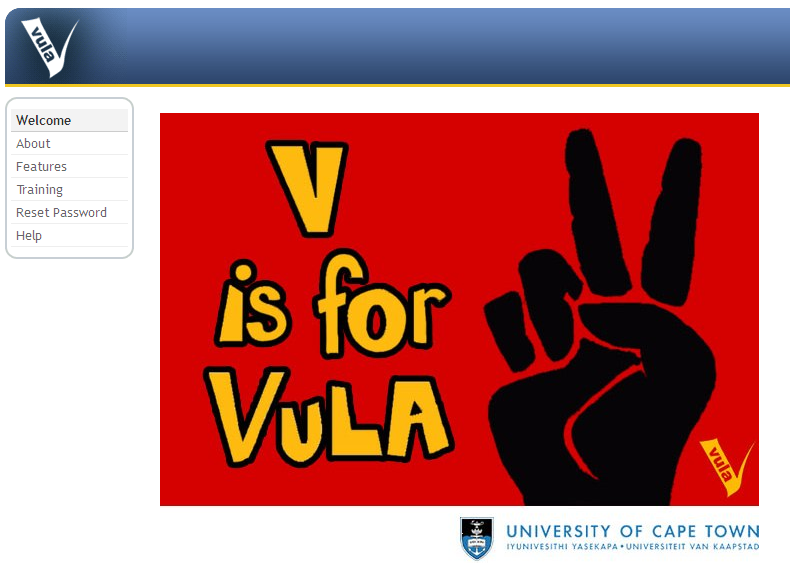 vula
Welcome
About
Features
Training
Reset Password
Help
V
is for
VuLA
vula
UNIVERSITY OF CAPE TOWN
IYUNIVESITHI YASEKAPA • UNIVERSITEIT VAN KAAPSTAD